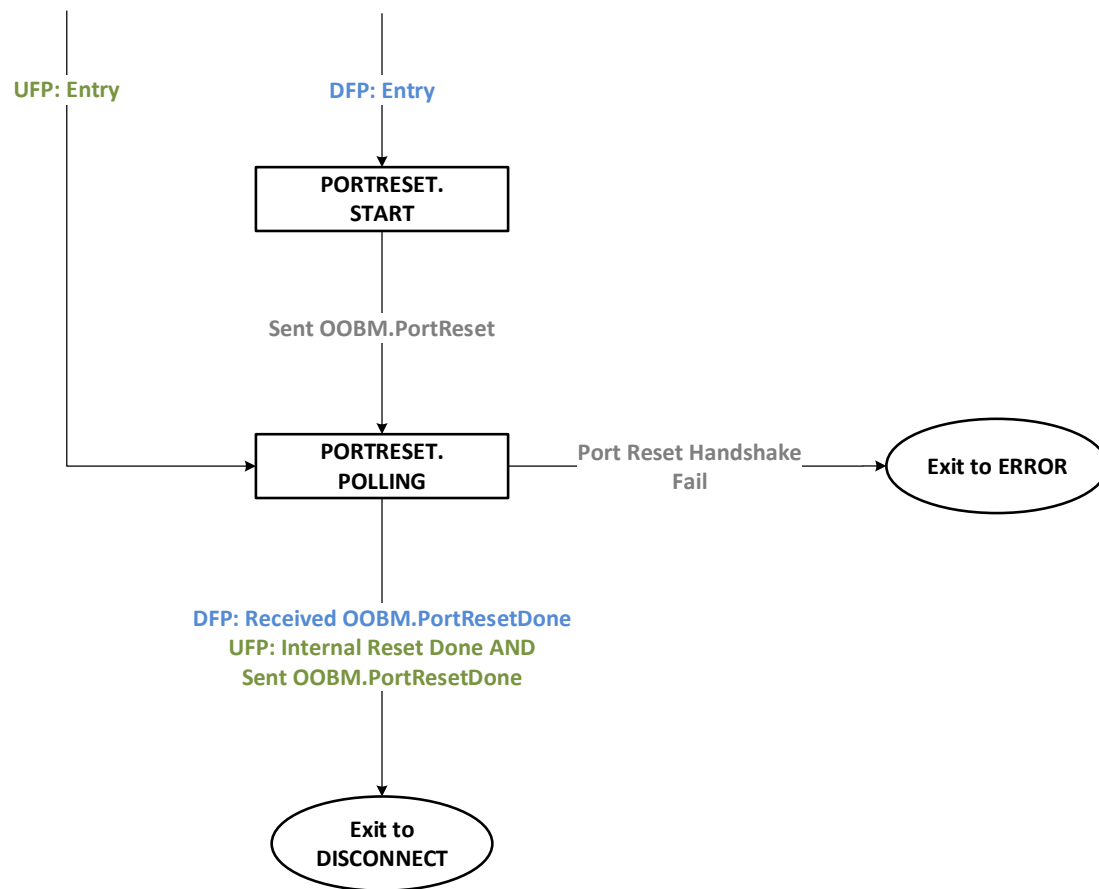 UFP: Entry
DFP: Entry
PORTRESET.
START
Sent OOBM.PortReset
PORTRESET.
POLLING
Port Reset Handshake
Fail
Exit to ERROR
DFP: Received OOBM.PortResetDone
UFP: Internal Reset Done AND
Sent OOBM.PortResetDone
Exit to
DISCONNECT